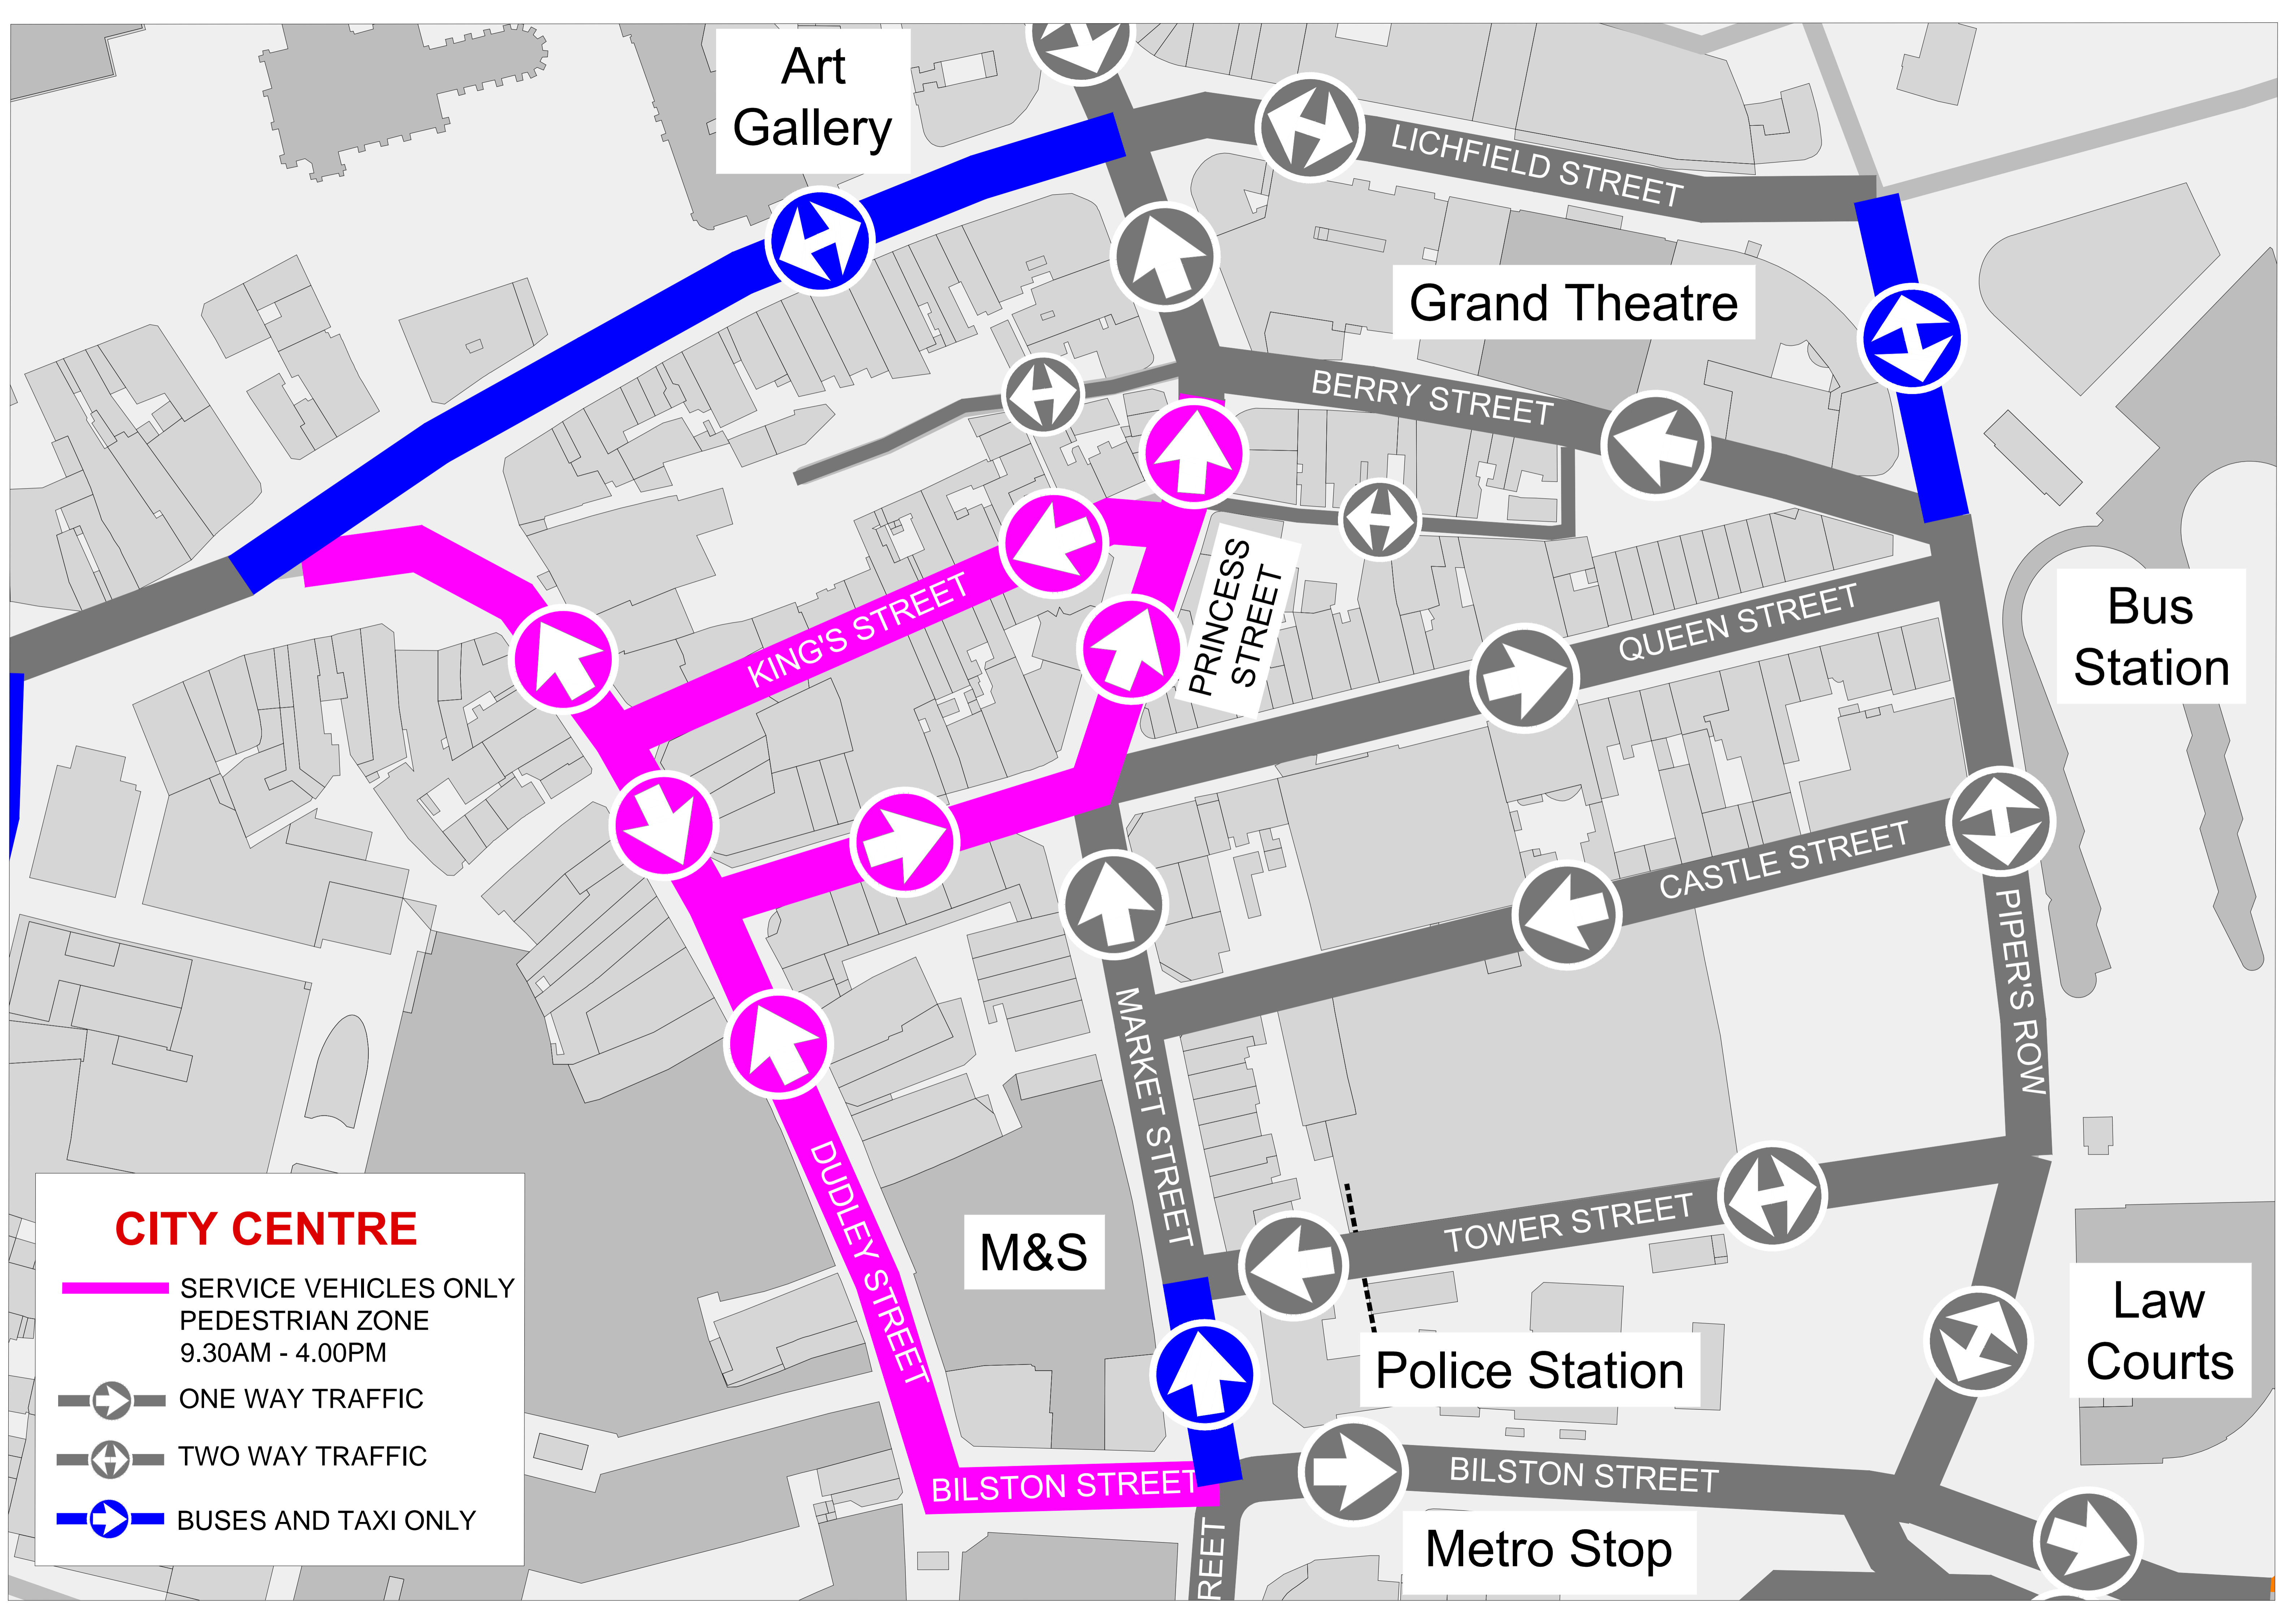 Art
Gallery
LICHFIELD STREET
Grand Theatre
BERRY STREET
PRINCESS
STREET
KING'S STREET
QUEEN STREET
Bus
Station
CASTLE STREET
PIPER'S ROW
MARKET STREET
DUDLEY STREET
M&S
TOWER STREET
Law
Courts
Police Station
BILSTON STREET
BILSTON STREET
Metro Stop
REET
CITY CENTRE
SERVICE VEHICLES ONLY
PEDESTRIAN ZONE
9.30AM - 4.00PM
ONE WAY TRAFFIC
TWO WAY TRAFFIC
BUSES AND TAXI ONLY